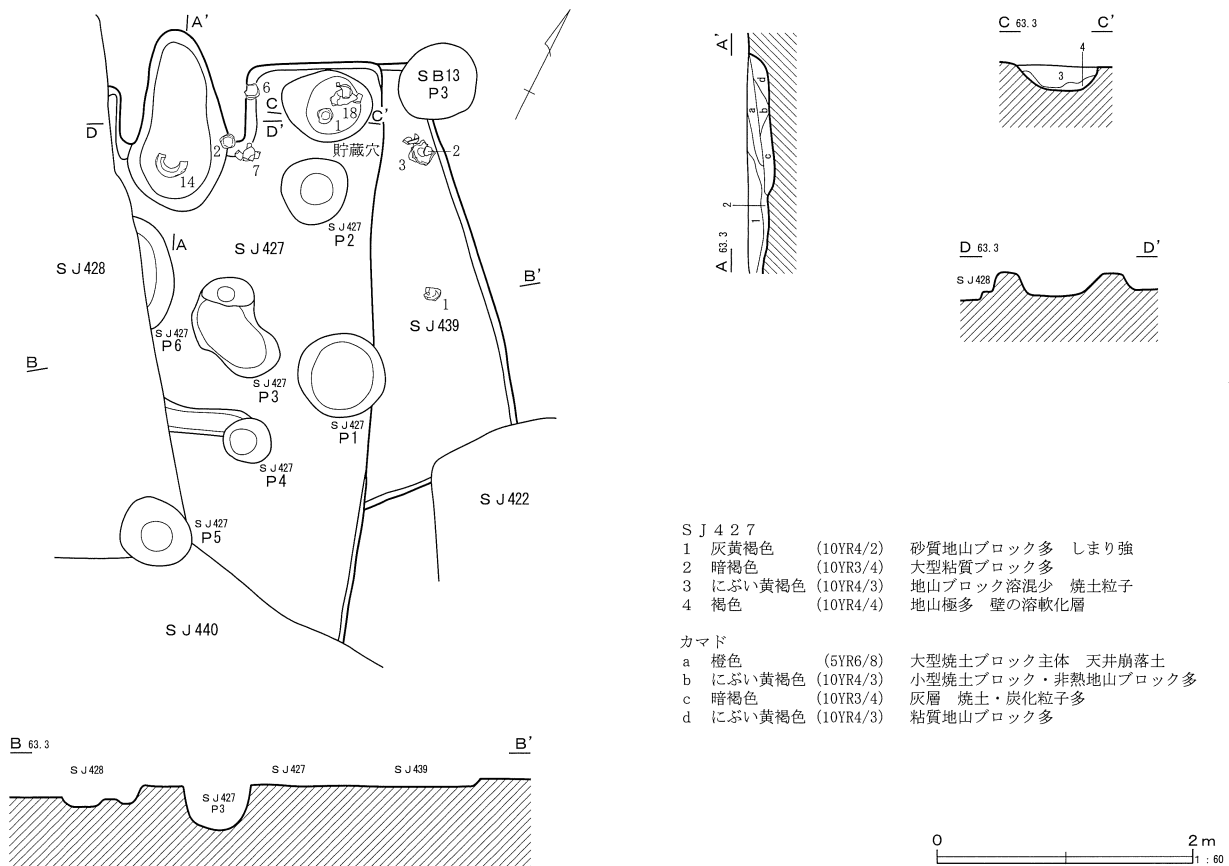 A'
SB13
P3
6
C
D'
18
1
C'
D
2
7
貯蔵穴
3
2
14
SJ427
P2
A
SJ427
SJ428
B'
1
SJ439
SJ427
P6
B
SJ427
P3
SJ427
P1
SJ427
P4
SJ422
SJ427
P5
SJ440
A'
d
a
b
c
2
1
A 63.3
C 63.3 C'
4
3
D 63.3 D'
SJ428
SJ427
1 灰黄褐色 (10YR4/2) 砂質地山ブロック多 しまり強
2 暗褐色 (10YR3/4) 大型粘質ブロック多
3 にぶい黄褐色 (10YR4/3) 地山ブロック溶混少 焼土粒子
4 褐色 (10YR4/4) 地山極多 壁の溶軟化層
カマド
a 橙色 (5YR6/8) 大型焼土ブロック主体 天井崩落土
b にぶい黄褐色 (10YR4/3) 小型焼土ブロック・非熱地山ブロック多
c 暗褐色 (10YR3/4) 灰層 焼土・炭化粒子多
d にぶい黄褐色 (10YR4/3) 粘質地山ブロック多
B 63.3 B'
SJ428 SJ427 SJ439
SJ427
P3
0 2m
1:60